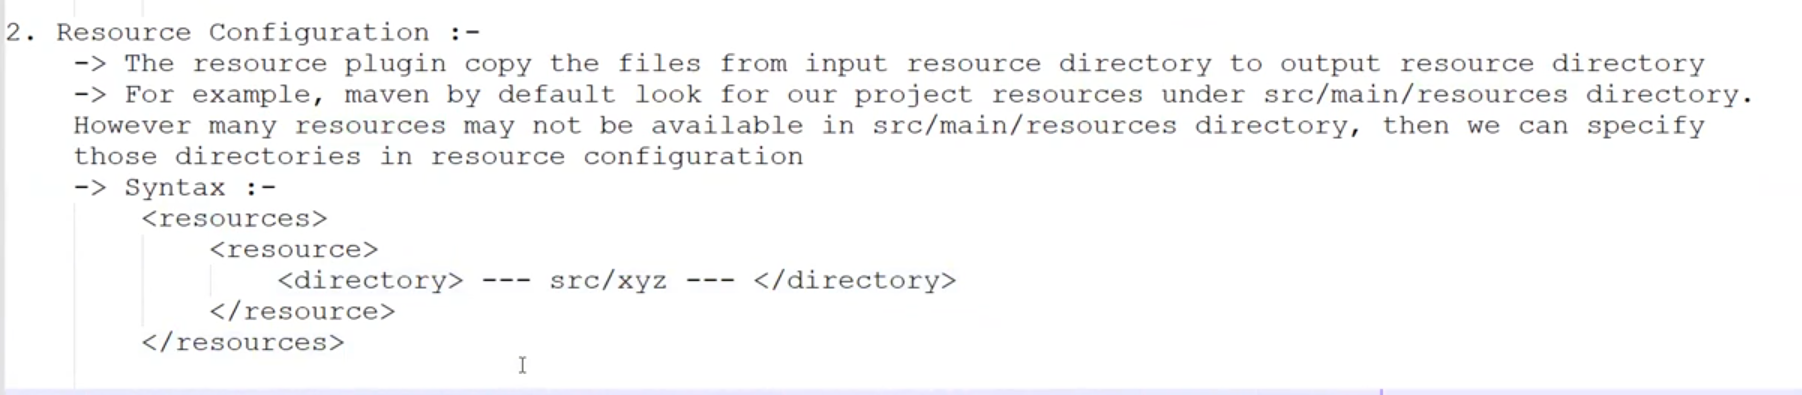 2. Resource Configuration :-
-> The resource plugin copy the files from input resource directory to output resource directory
-> For example, maven by default look for our project resources under src/main/resources directory.
However many resources may not be available in src/main/resources directory, then we can specify
those directories in resource configuration
-> Syntax :-
<resources>
<resource>
<directory> --- src/xyz --- </directory>
</resource>
</resources>